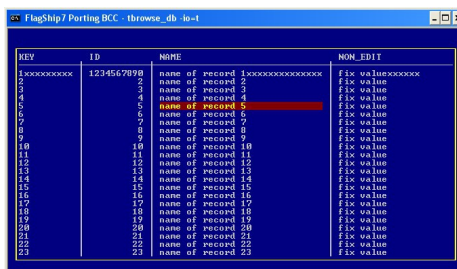 FlagShip7 Porting BCC - tbrowse_db -io=t
KEY ID NAME NON_EDIT
1xxxxxxxxx 1234567890 name of record 1xxxxxxxxxxxxxx fix valuexxxxxx
2 2 name of record 2 fix value
3 3 name of record 3 fix value
4 4 name of record 4 fix value
5 5 name of record 5 fix value
6 6 name of record 6 fix value
7 7 name of record 7 fix value
8 8 name of record 8 fix value
9 9 name of record 9 fix value
10 10 name of record 10 fix value
11 11 name of record 11 fix value
12 12 name of record 12 fix value
13 13 name of record 13 fix value
14 14 name of record 14 fix value
15 15 name of record 15 fix value
16 16 name of record 16 fix value
17 17 name of record 17 fix value
18 18 name of record 18 fix value
19 19 name of record 19 fix value
20 20 name of record 20 fix value
21 21 name of record 21 fix value
22 22 name of record 22 fix value
23 23 name of record 23 fix value